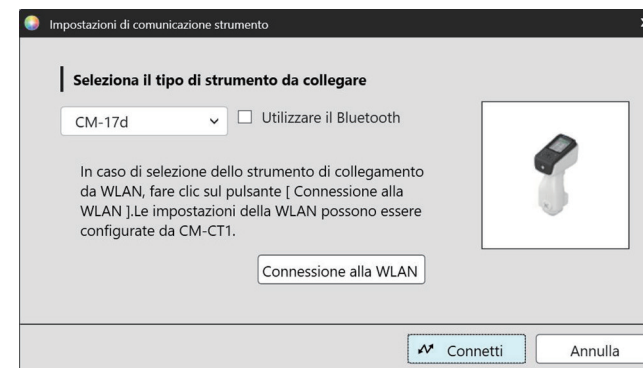 Impostazioni di comunicazione strumento
Seleziona il tipo di strumento da collegare
CM-17d
Utilizzare il Bluetooth
In caso di selezione dello strumento di collegamento
da WLAN, fare clic sul pulsante [ Connessione alla
WLAN ].Le impostazioni della WLAN possono essere
configurate da CM-CT1.
Connessione alla WLAN
Connetti
Annulla